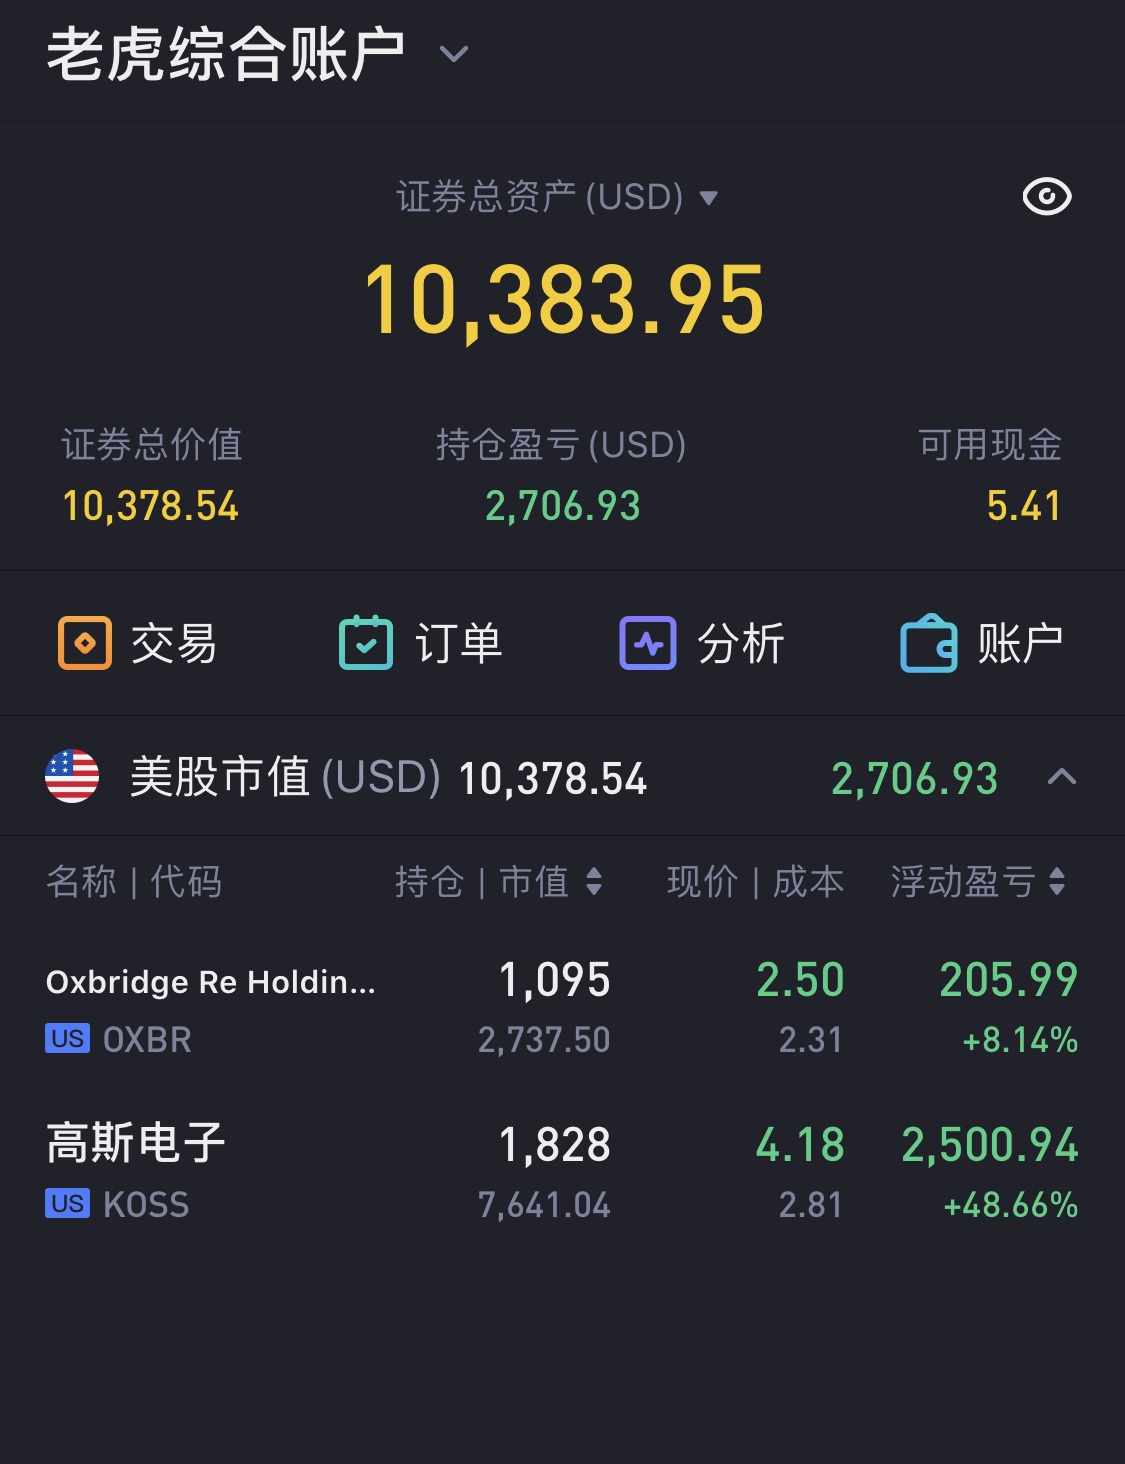 老虎综合账户
证券总资产(USD)
10,383.95
证券总价值 持仓盈亏(USD) 可用现金
10,378.54 2,706.93 5.41
交易 订单 分析 账户
美股市值(USD) 10,378.54 2,706.93
名称 | 代码 持仓 | 市值 现价 | 成本 浮动盈亏
Oxbridge Re Holdin... 1,095 2.50 205.99
US OXBR 2,737.50 2.31 +8.14%
高斯电子 1,828 4.18 2,500.94
US KOSS 7,641.04 2.81 +48.66%